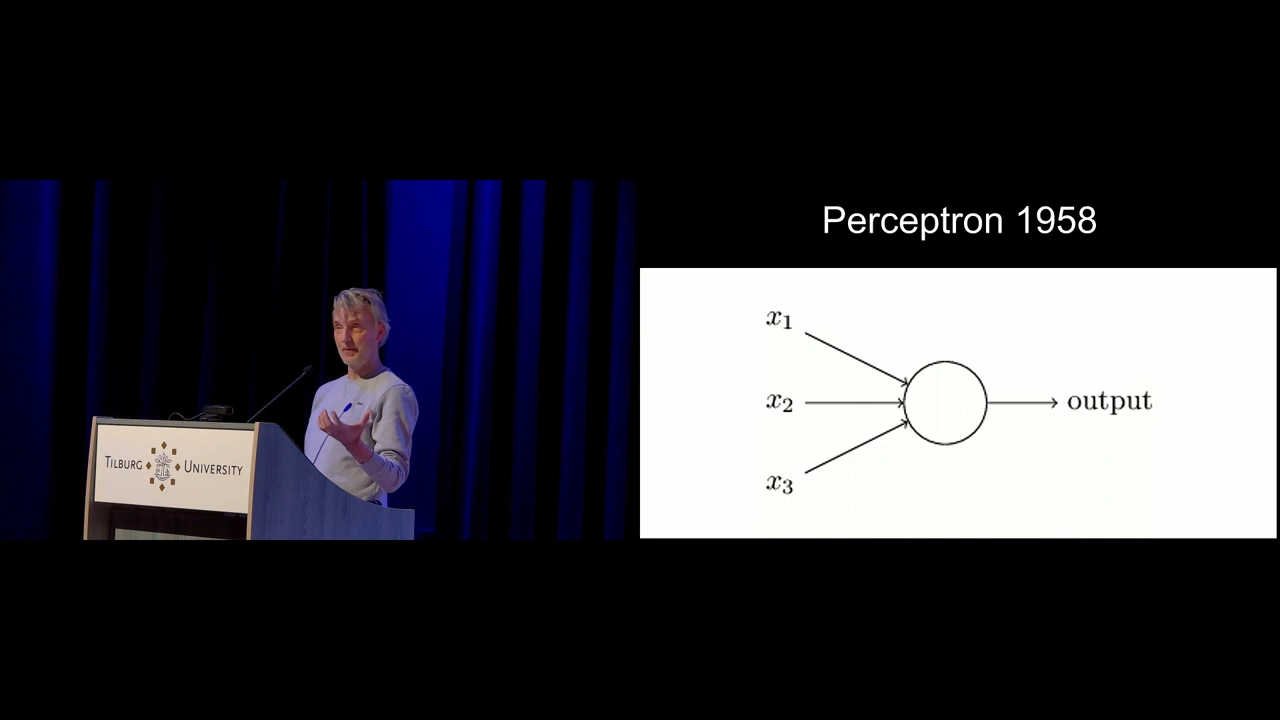 TILBURG UNIVERSITY
Perceptron 1958
x₁
x₂
output
x₃